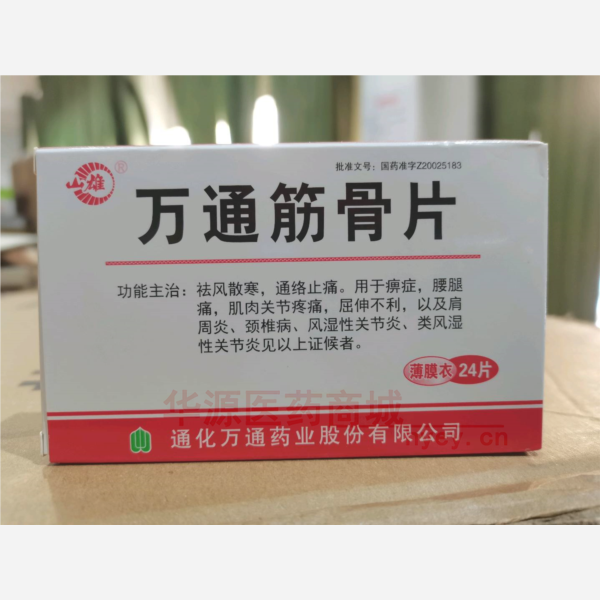 山雄®
批准文号：国药准字Z20025183
万通筋骨片
功能主治：祛风散寒，通络止痛。用于痹症，腰腿
痛，肌肉关节疼痛，屈伸不利，以及肩
周炎、颈椎病、风湿性关节炎、类风湿
性关节炎见以上证候者。
薄膜衣 24片
华源医药商城
通化万通药业股份有限公司